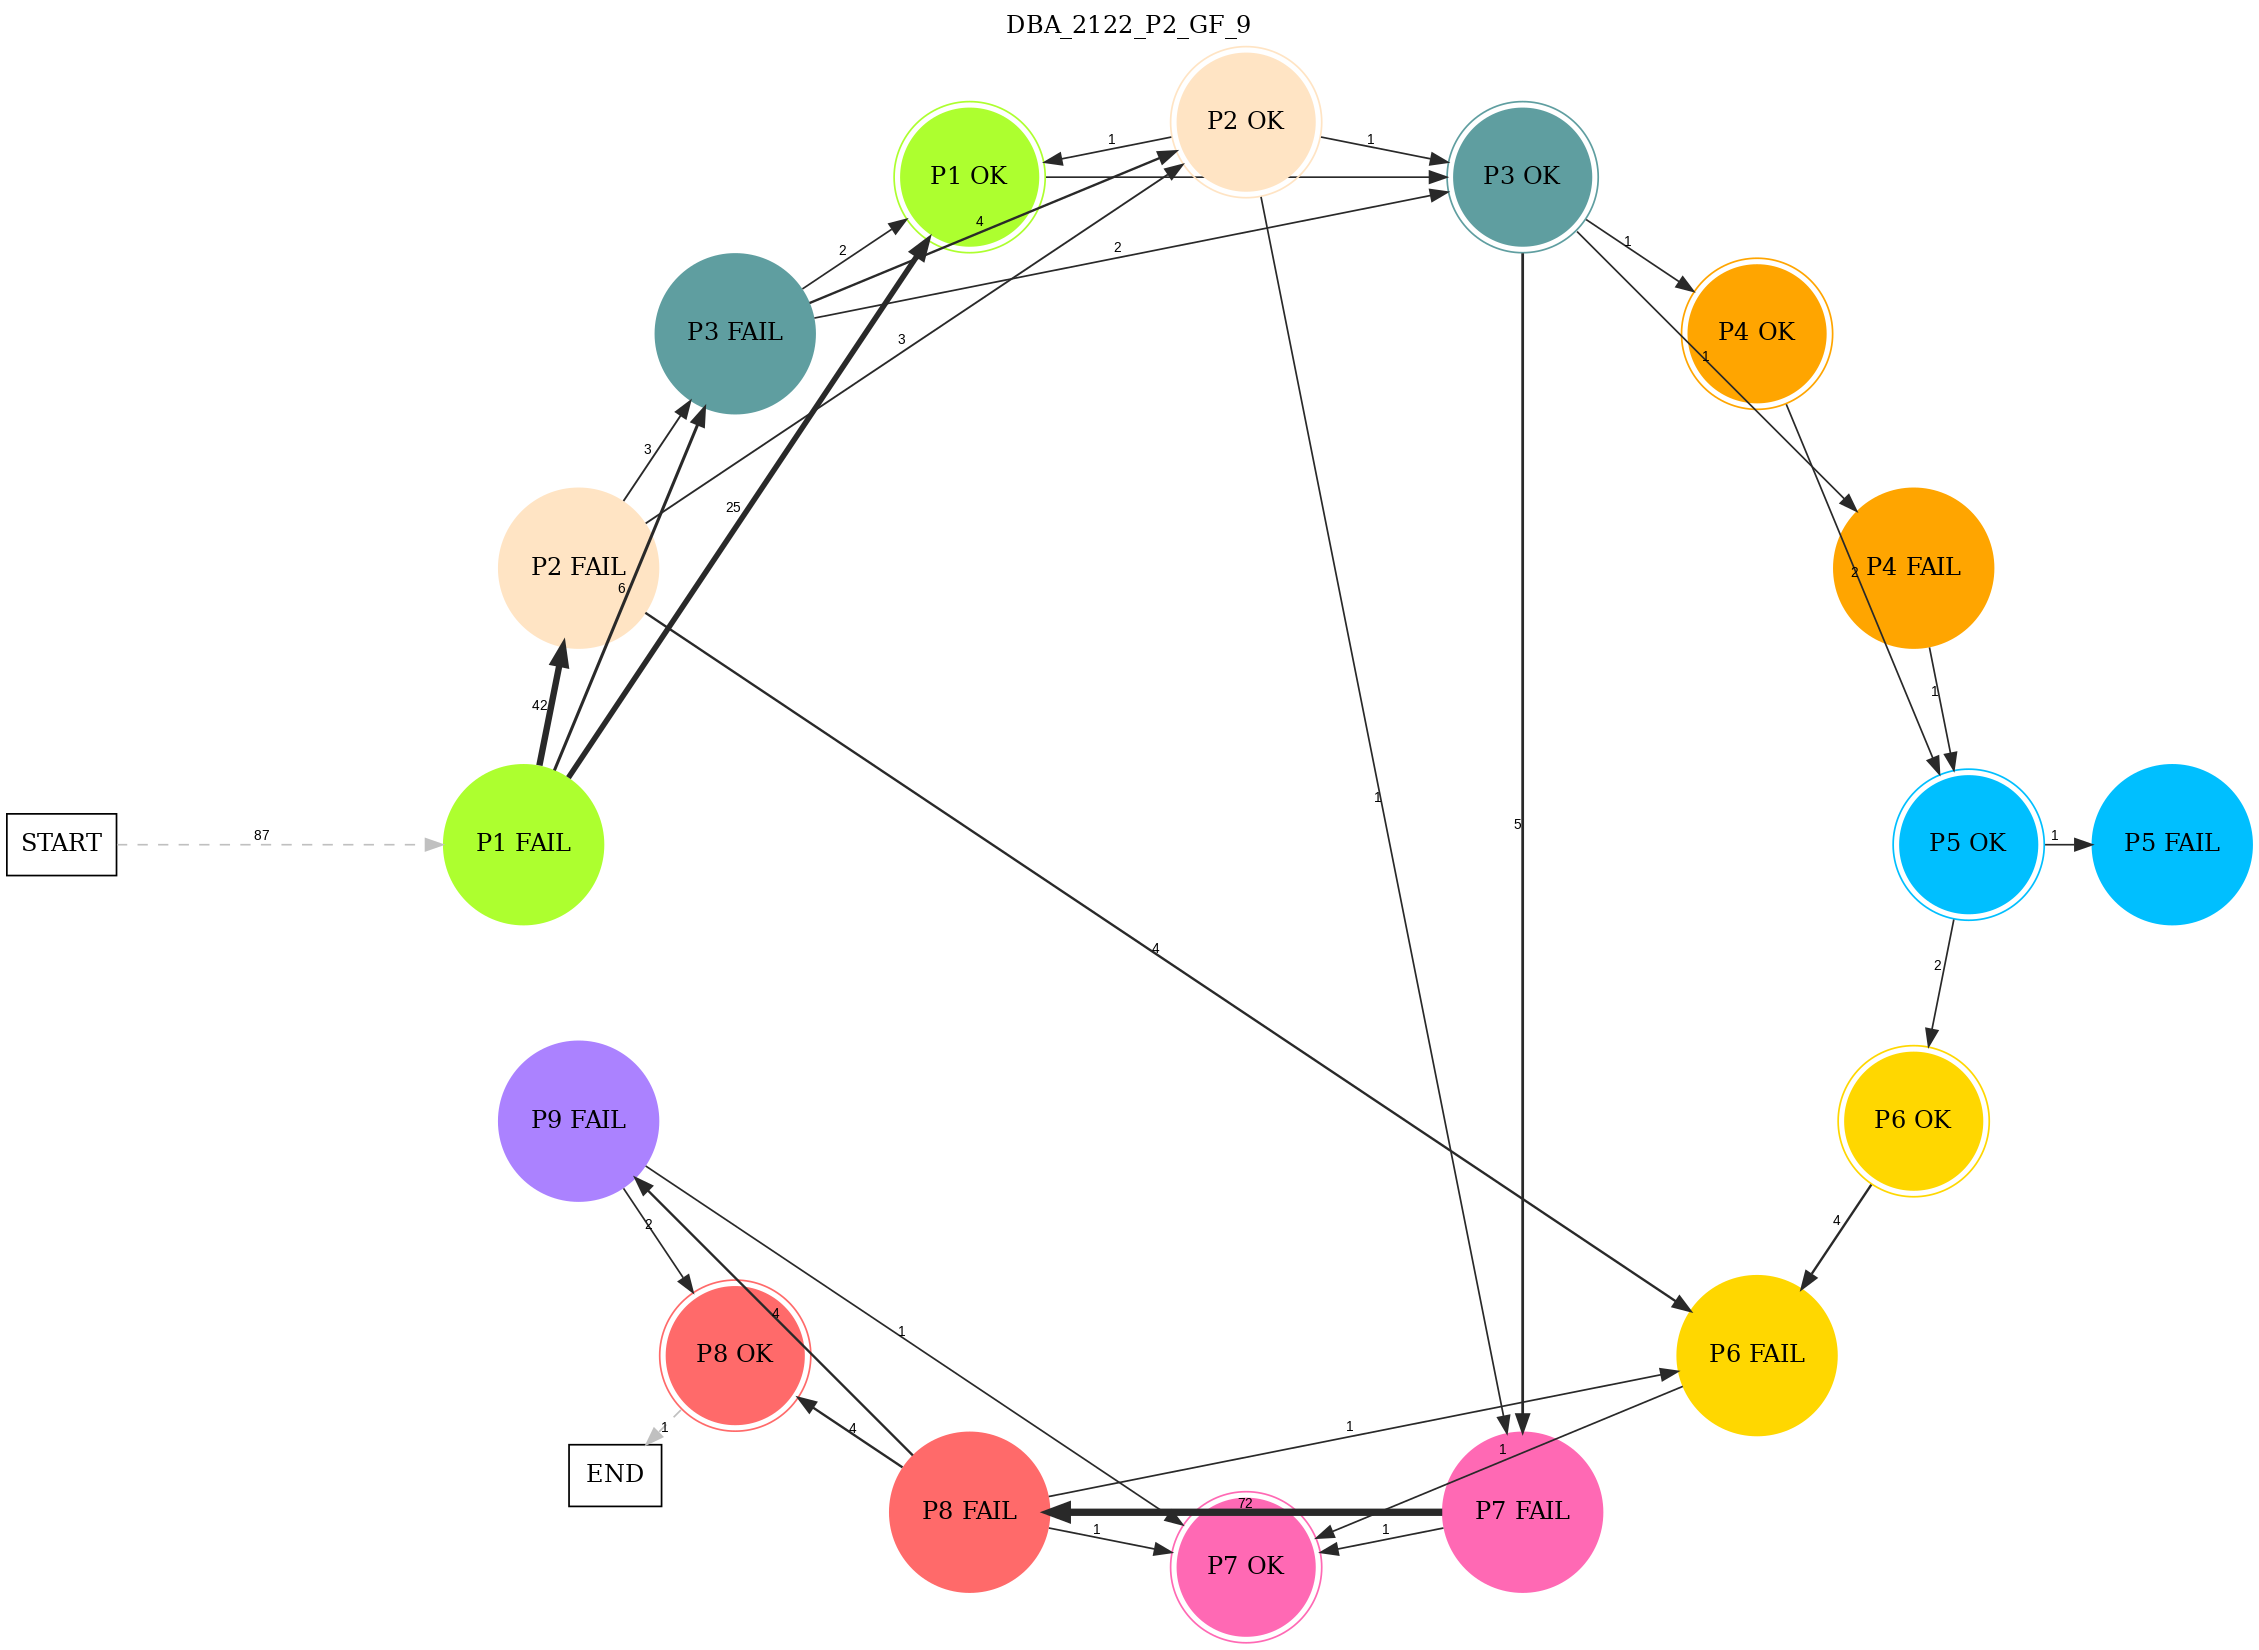 DBA_2122_P2_GF_9
P2 OK
1
1
P1 OK
P3 OK
4
2
2
1
P3 FAIL
P4 OK
3
1
3
25
P2 FAIL
6
2
P4 FAIL
42
1
1
5
START
87
P1 FAIL
P5 OK
1
P5 FAIL
4
2
P9 FAIL
P6 OK
2
4
4
1
P8 OK
P6 FAIL
1
4
1
1
END
72
P8 FAIL
P7 FAIL
1
1
P7 OK